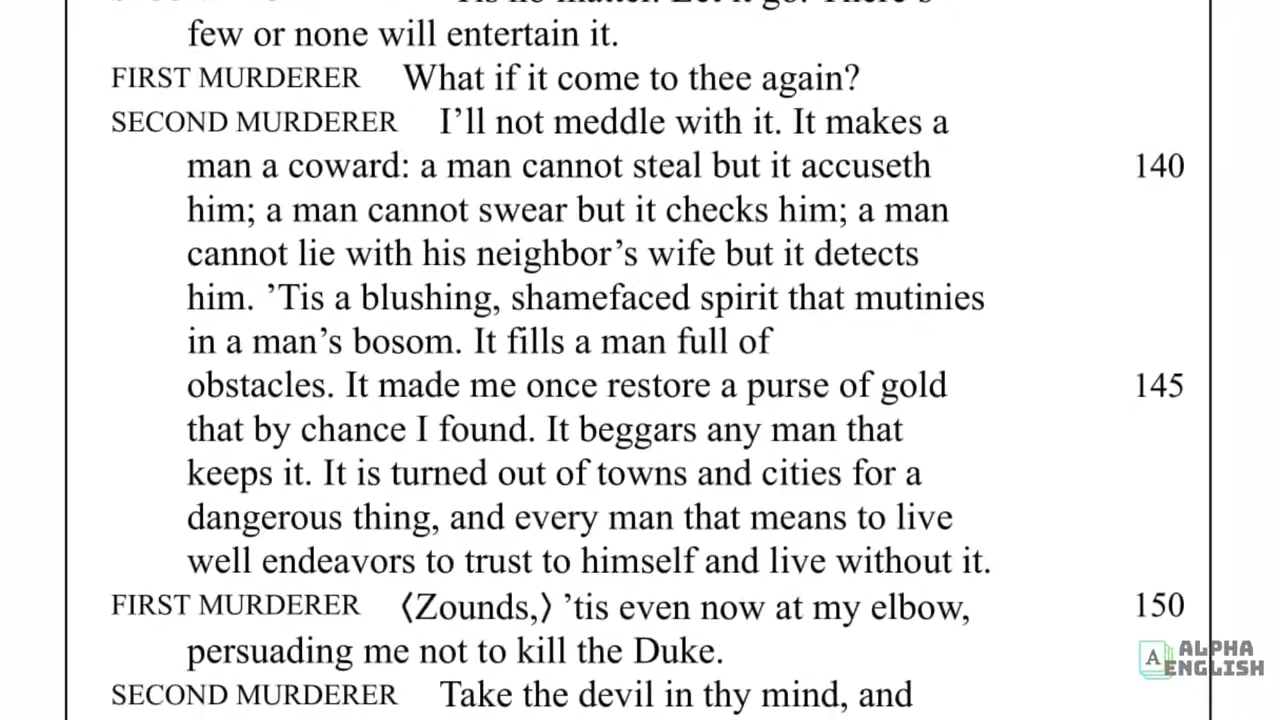 few or none will entertain it.
FIRST MURDERER What if it come to thee again?
SECOND MURDERER I’ll not meddle with it. It makes a
man a coward: a man cannot steal but it accuseth 140
him; a man cannot swear but it checks him; a man
cannot lie with his neighbor’s wife but it detects
him. ’Tis a blushing, shamefaced spirit that mutinies
in a man’s bosom. It fills a man full of
obstacles. It made me once restore a purse of gold 145
that by chance I found. It beggars any man that
keeps it. It is turned out of towns and cities for a
dangerous thing, and every man that means to live
well endeavors to trust to himself and live without it.
FIRST MURDERER ⟨Zounds,⟩ ’tis even now at my elbow, 150
persuading me not to kill the Duke.
SECOND MURDERER Take the devil in thy mind, and
A ALPHA
ENGLISH